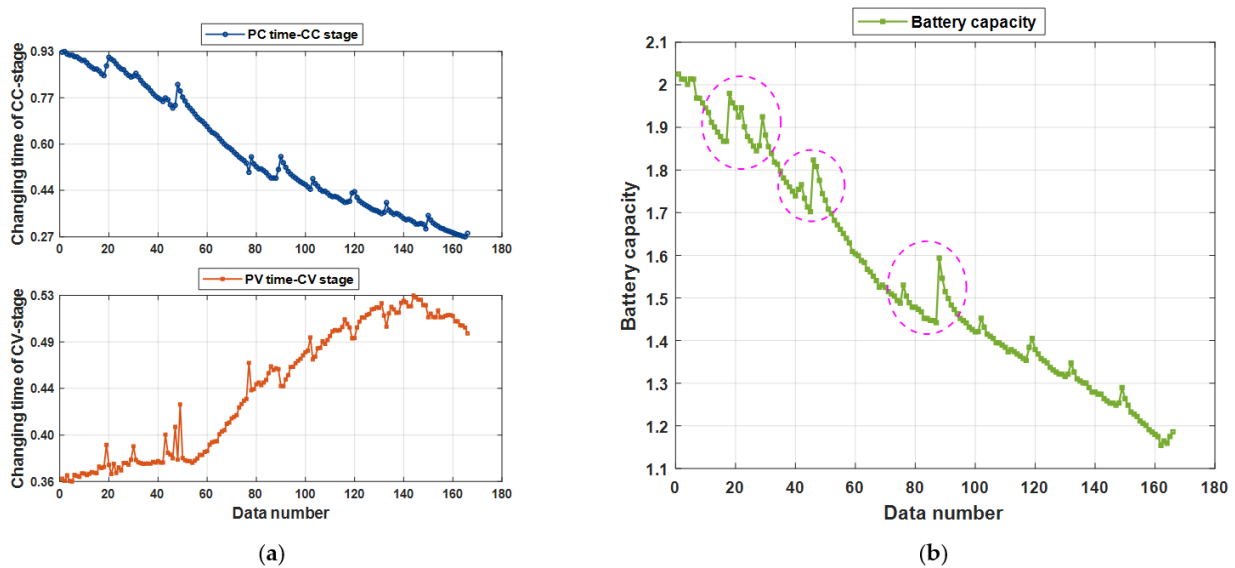 PC time-CC stage
Changing time of CC-stage
0.93
0.77
0.60
0.44
0.27
0 20 40 60 80 100 120 140 160 180
PV time-CV stage
Changing time of CV-stage
0.53
0.49
0.44
0.40
0.36
0 20 40 60 80 100 120 140 160 180
Data number
(a)
Battery capacity
Battery capacity
2.1
2
1.9
1.8
1.7
1.6
1.5
1.4
1.3
1.2
1.1
0 20 40 60 80 100 120 140 160 180
Data number
(b)